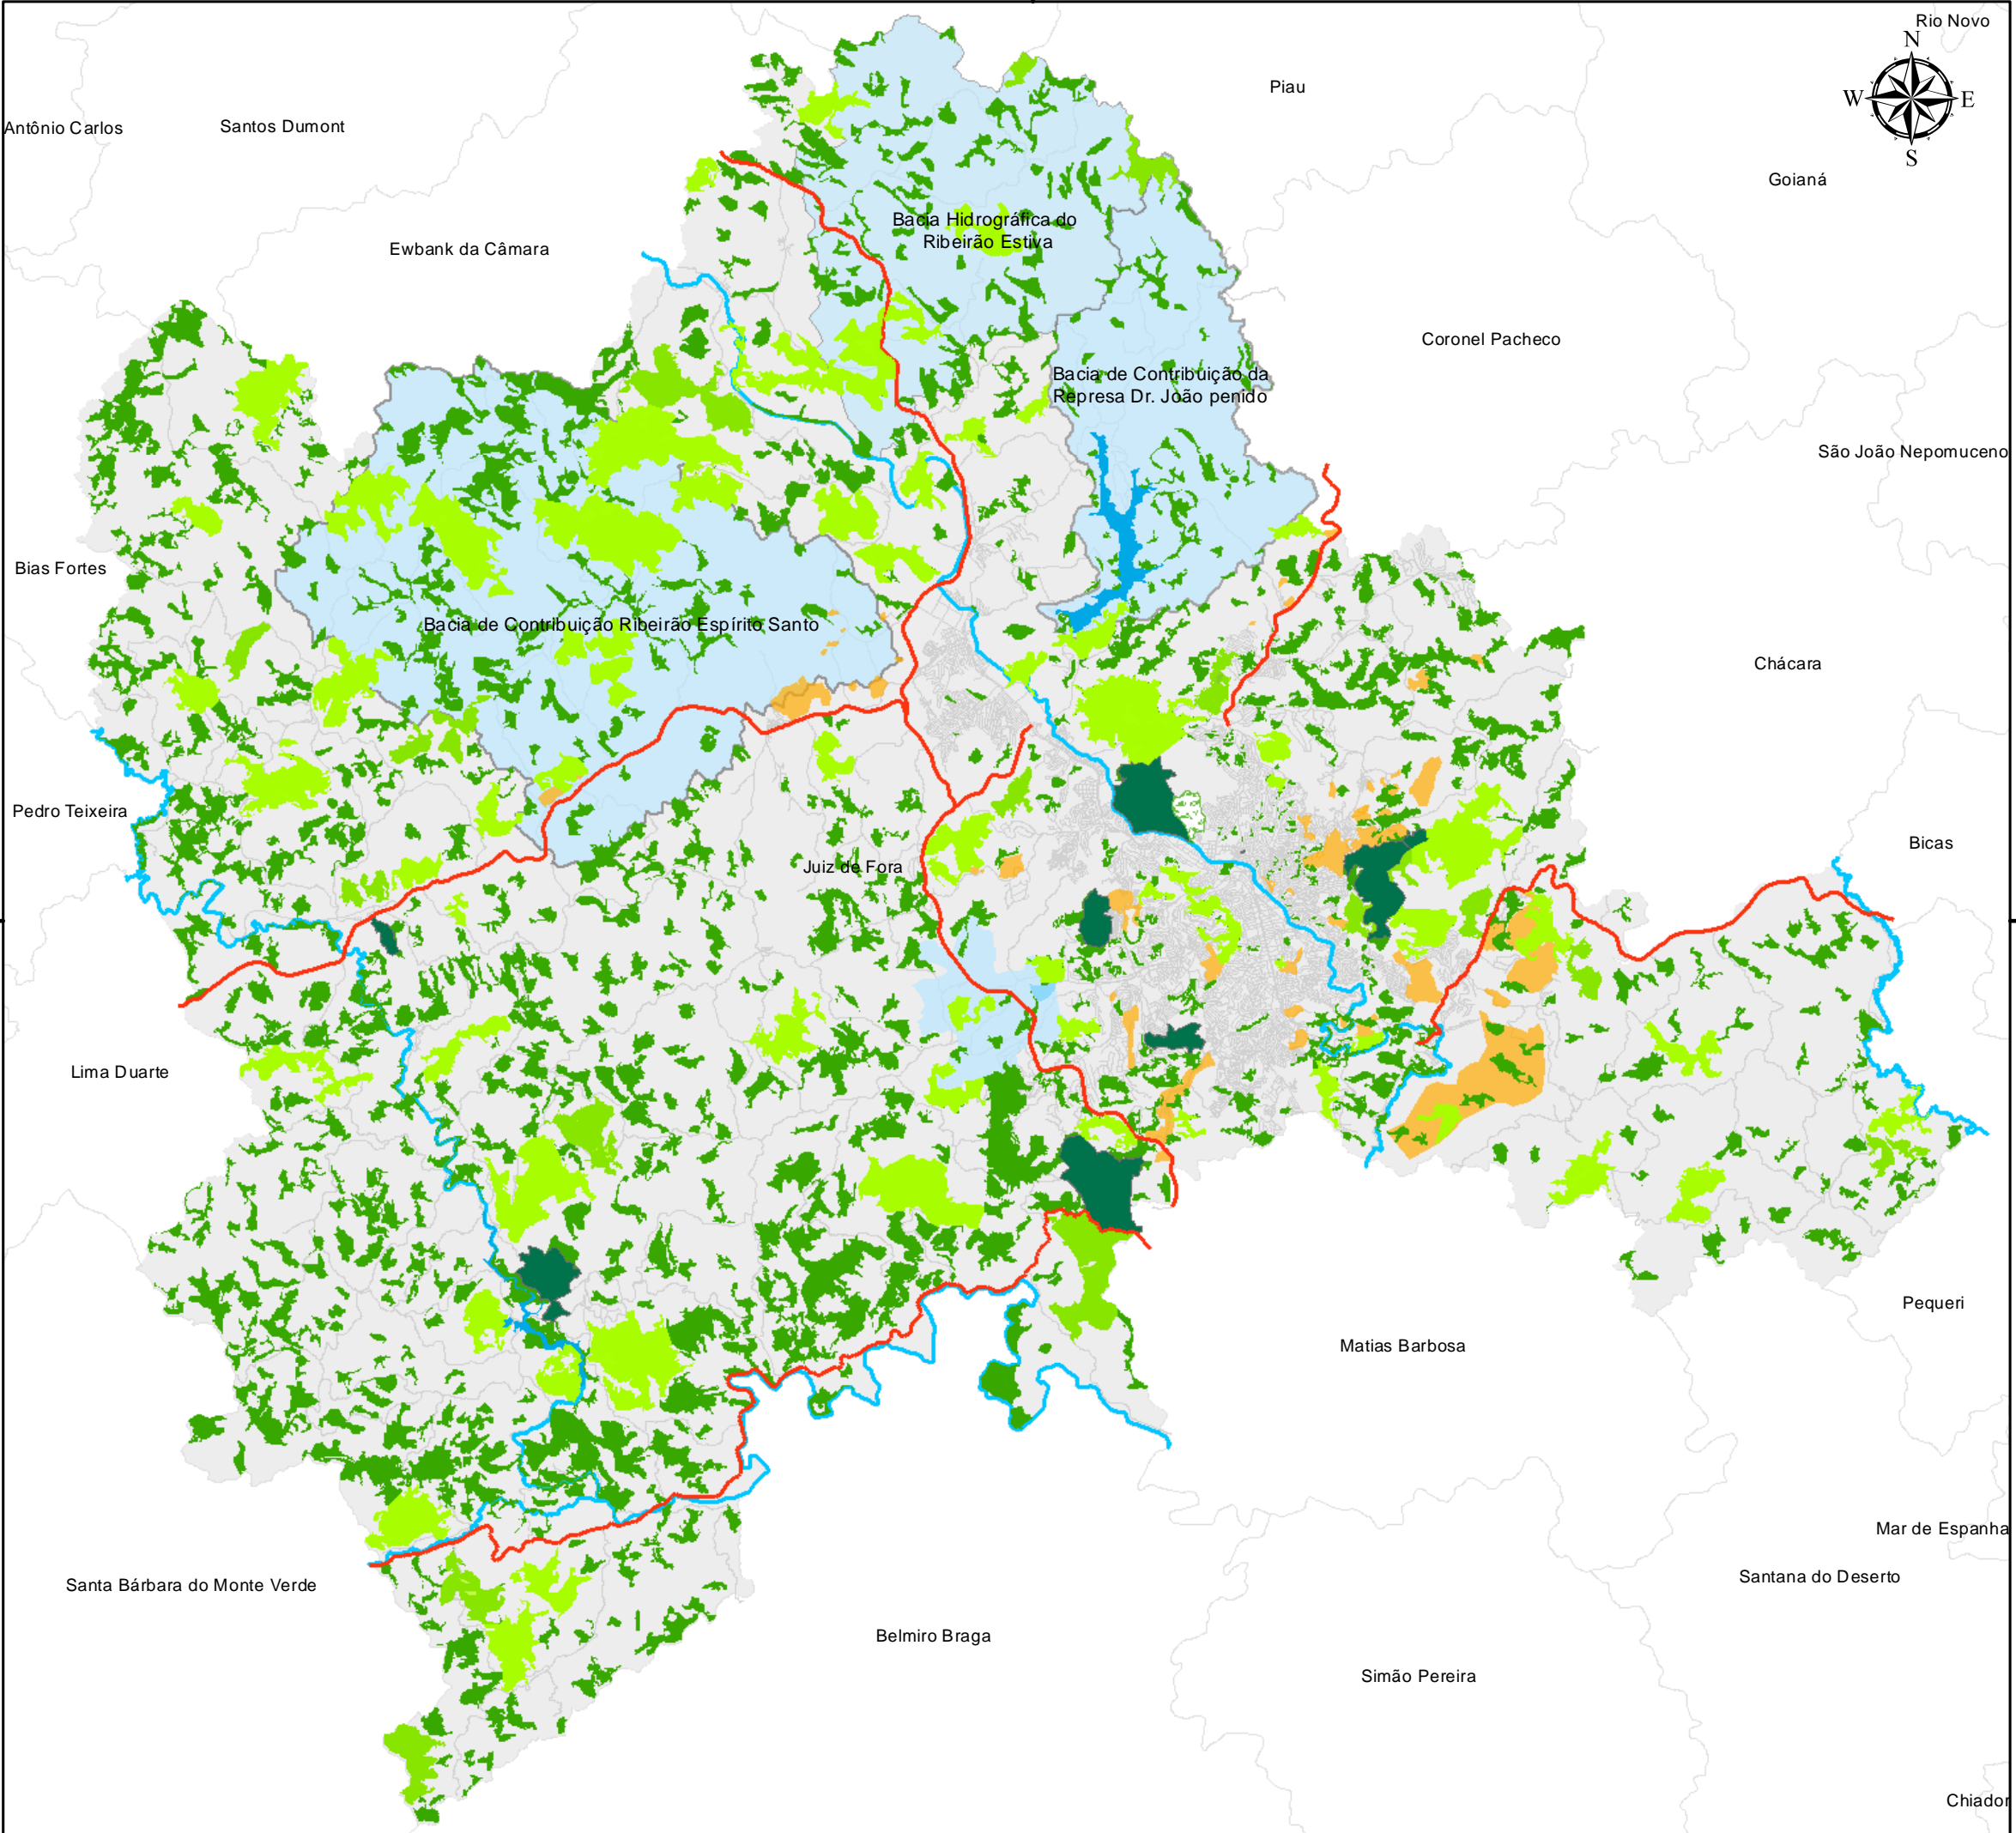 Rio Novo
N
W
E
S
Piau
Antônio Carlos
Santos Dumont
Goianá
Bacia Hidrográfica do
Ribeirão Estiva
Ewbank da Câmara
Coronel Pacheco
Bacia de Contribuição da
Represa Dr. João penido
São João Nepomuceno
Bias Fortes
Bacia de Contribuição Ribeirão Espírito Santo
Chácara
Pedro Teixeira
Bicas
Juiz de Fora
Lima Duarte
Pequeri
Matias Barbosa
Mar de Espanha
Santana do Deserto
Santa Bárbara do Monte Verde
Belmiro Braga
Simão Pereira
Chiador